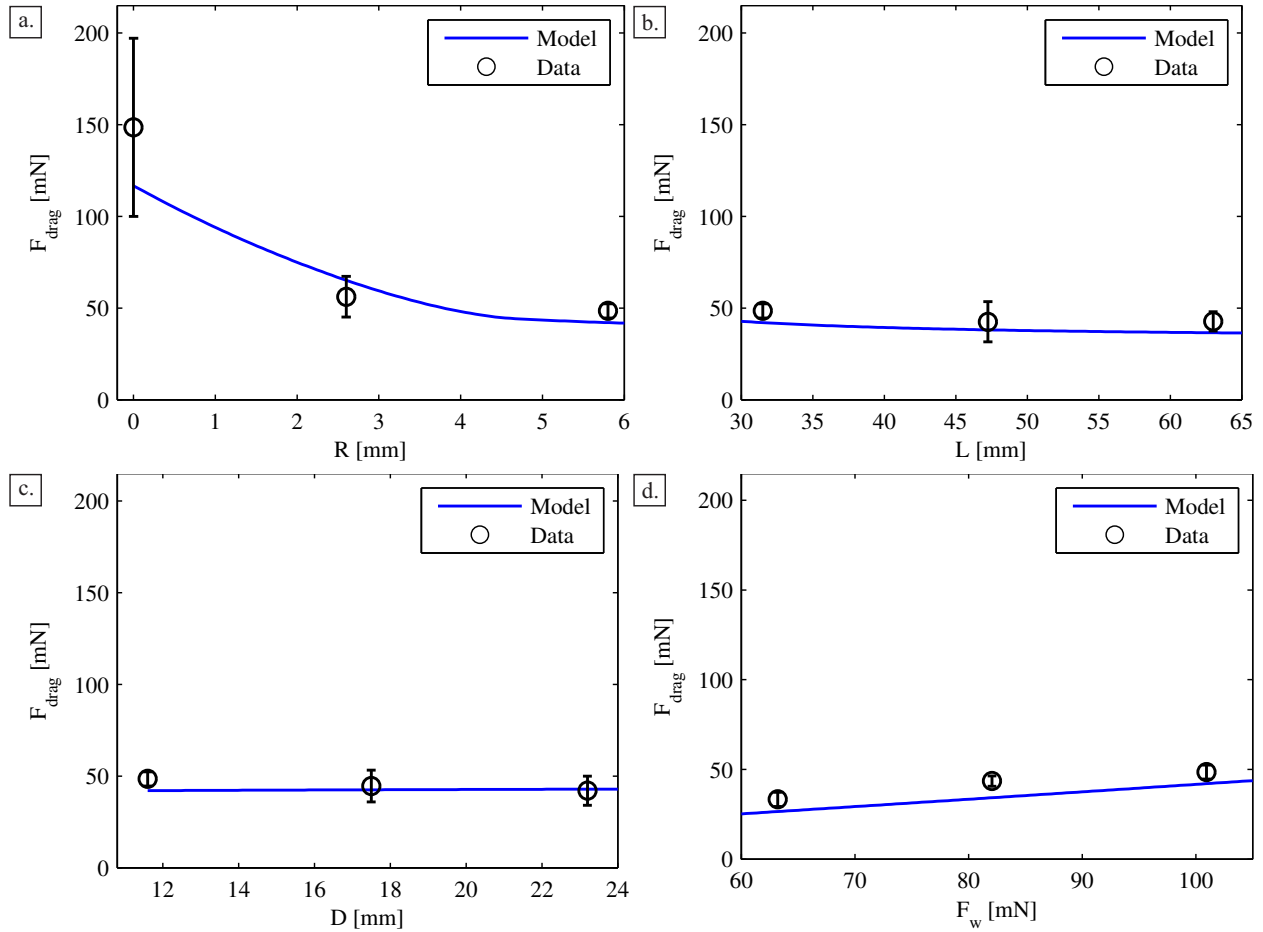 a.
200
150
100
50
0
F_drag [mN]
Model
Data
0 1 2 3 4 5 6
R [mm]
b.
200
150
100
50
0
F_drag [mN]
Model
Data
30 35 40 45 50 55 60 65
L [mm]
c.
200
150
100
50
0
F_drag [mN]
Model
Data
12 14 16 18 20 22 24
D [mm]
d.
200
150
100
50
0
F_drag [mN]
Model
Data
60 70 80 90 100
F_w [mN]